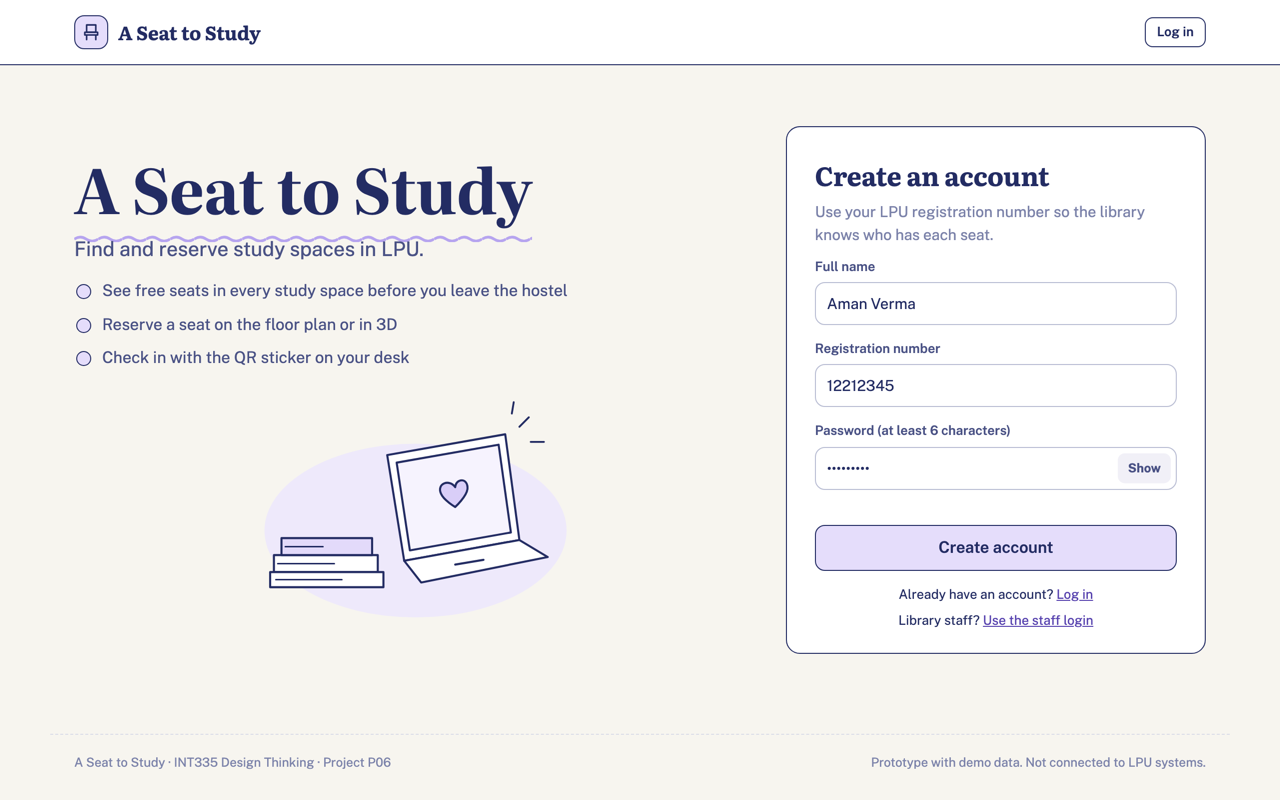 A Seat to Study
Log in
A Seat to Study
Find and reserve study spaces in LPU.
See free seats in every study space before you leave the hostel
Reserve a seat on the floor plan or in 3D
Check in with the QR sticker on your desk
Create an account
Use your LPU registration number so the library
knows who has each seat.
Full name
Aman Verma
Registration number
12212345
Password (at least 6 characters)
•••••••••
Show
Create account
Already have an account? Log in
Library staff? Use the staff login
A Seat to Study · INT335 Design Thinking · Project P06
Prototype with demo data. Not connected to LPU systems.